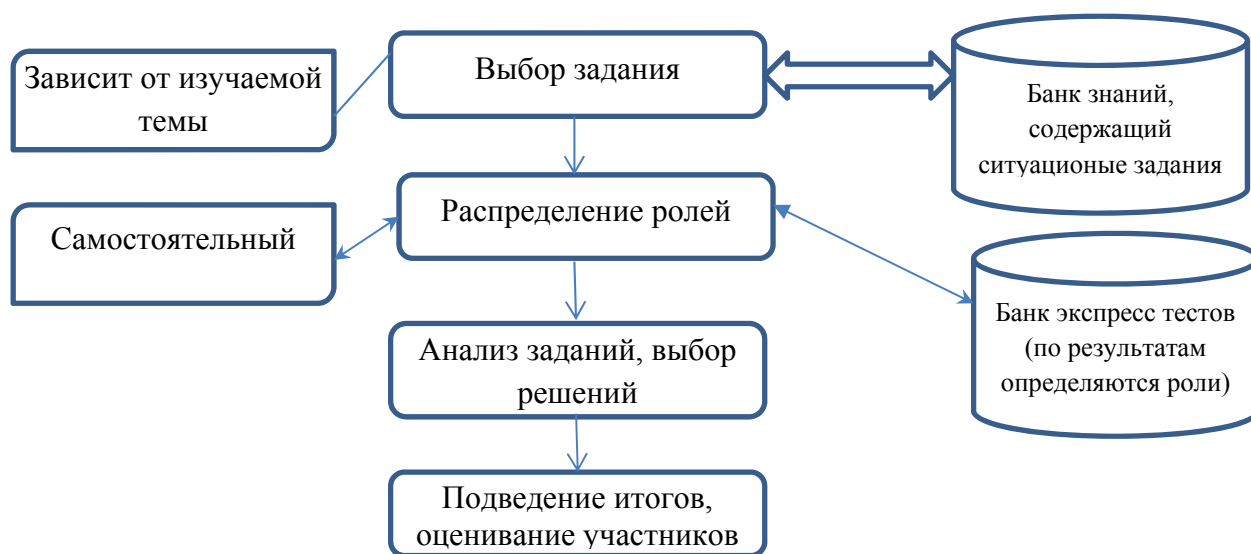 Зависит от изучаемой
темы
Выбор задания
Банк знаний,
содержащий
ситуационые задания
Самостоятельный
Распределение ролей
Банк экспресс тестов
(по результатам
определяются роли)
Анализ заданий, выбор
решений
Подведение итогов,
оценивание участников